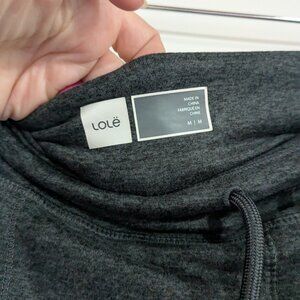 Lolë
MADE IN
CHINA
FABRIQUÉ EN
CHINE
M | M